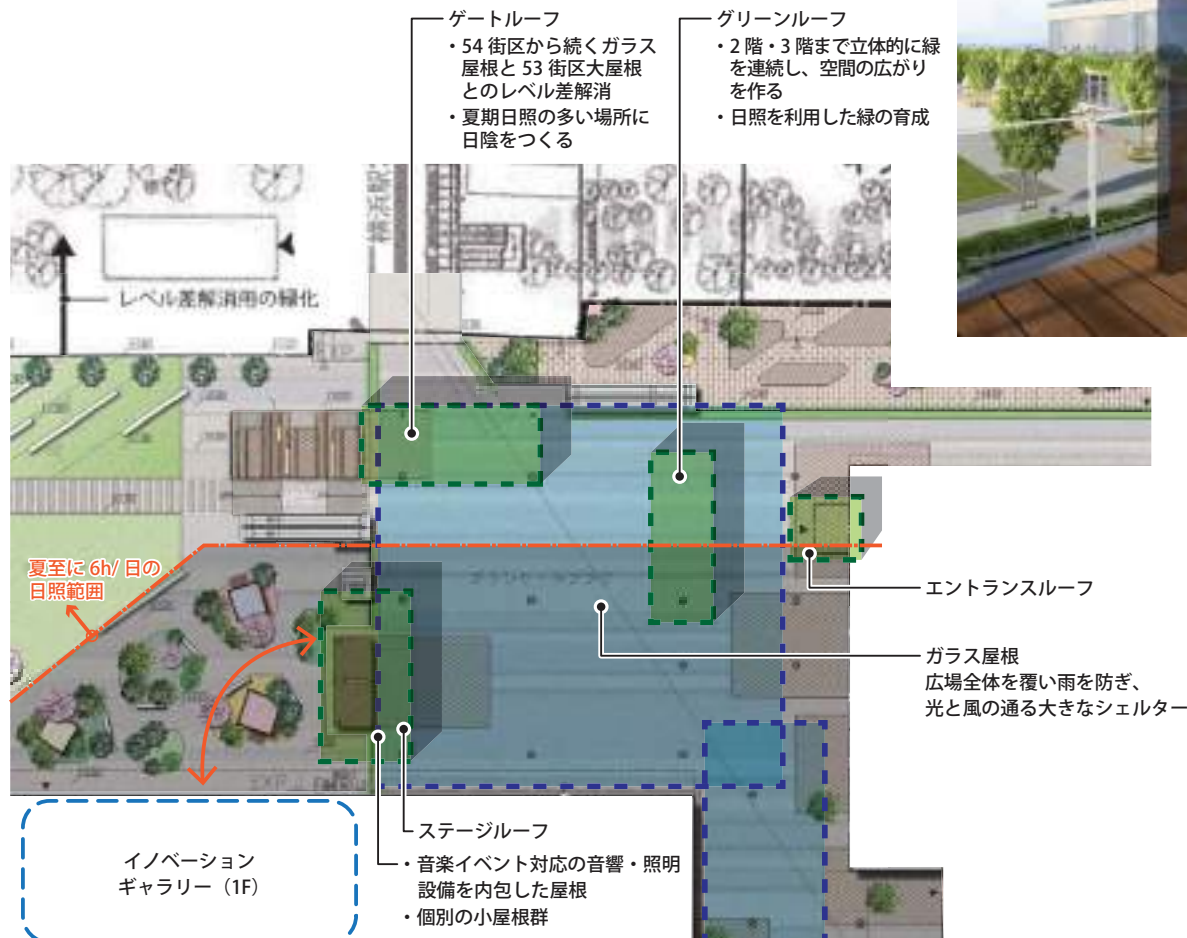 ゲートルーフ
・54 街区から続くガラス
屋根と 53 街区大屋根
とのレベル差解消
・夏期日照の多い場所に
日陰をつくる
グリーンルーフ
・2 階・3 階まで立体的に緑
を連続し、空間の広がり
を作る
・日照を利用した緑の育成
横浜駅
レベル差解消用の緑化
夏至に 6h/ 日の
日照範囲
エントランスルーフ
ガラス屋根
広場全体を覆い雨を防ぎ、
光と風の通る大きなシェルター
ステージルーフ
・音楽イベント対応の音響・照明
設備を内包した屋根
・個別の小屋根群
イノベーション
ギャラリー（1F）